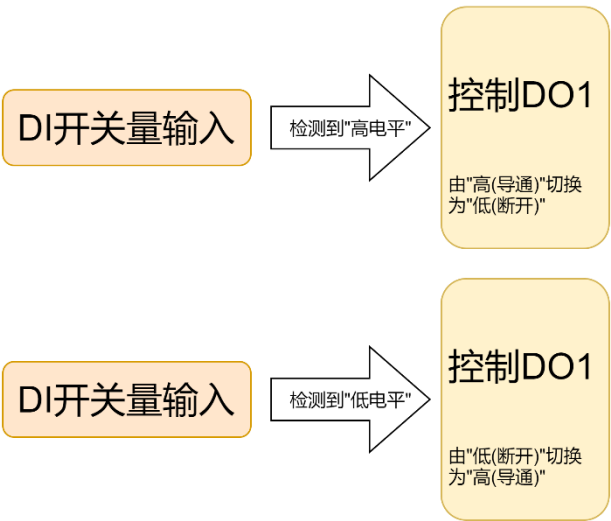 DI开关量输入
检测到"高电平"
控制DO1
由"高(导通)"切换
为"低(断开)"
DI开关量输入
检测到"低电平"
控制DO1
由"低(断开)"切换
为"高(导通)"